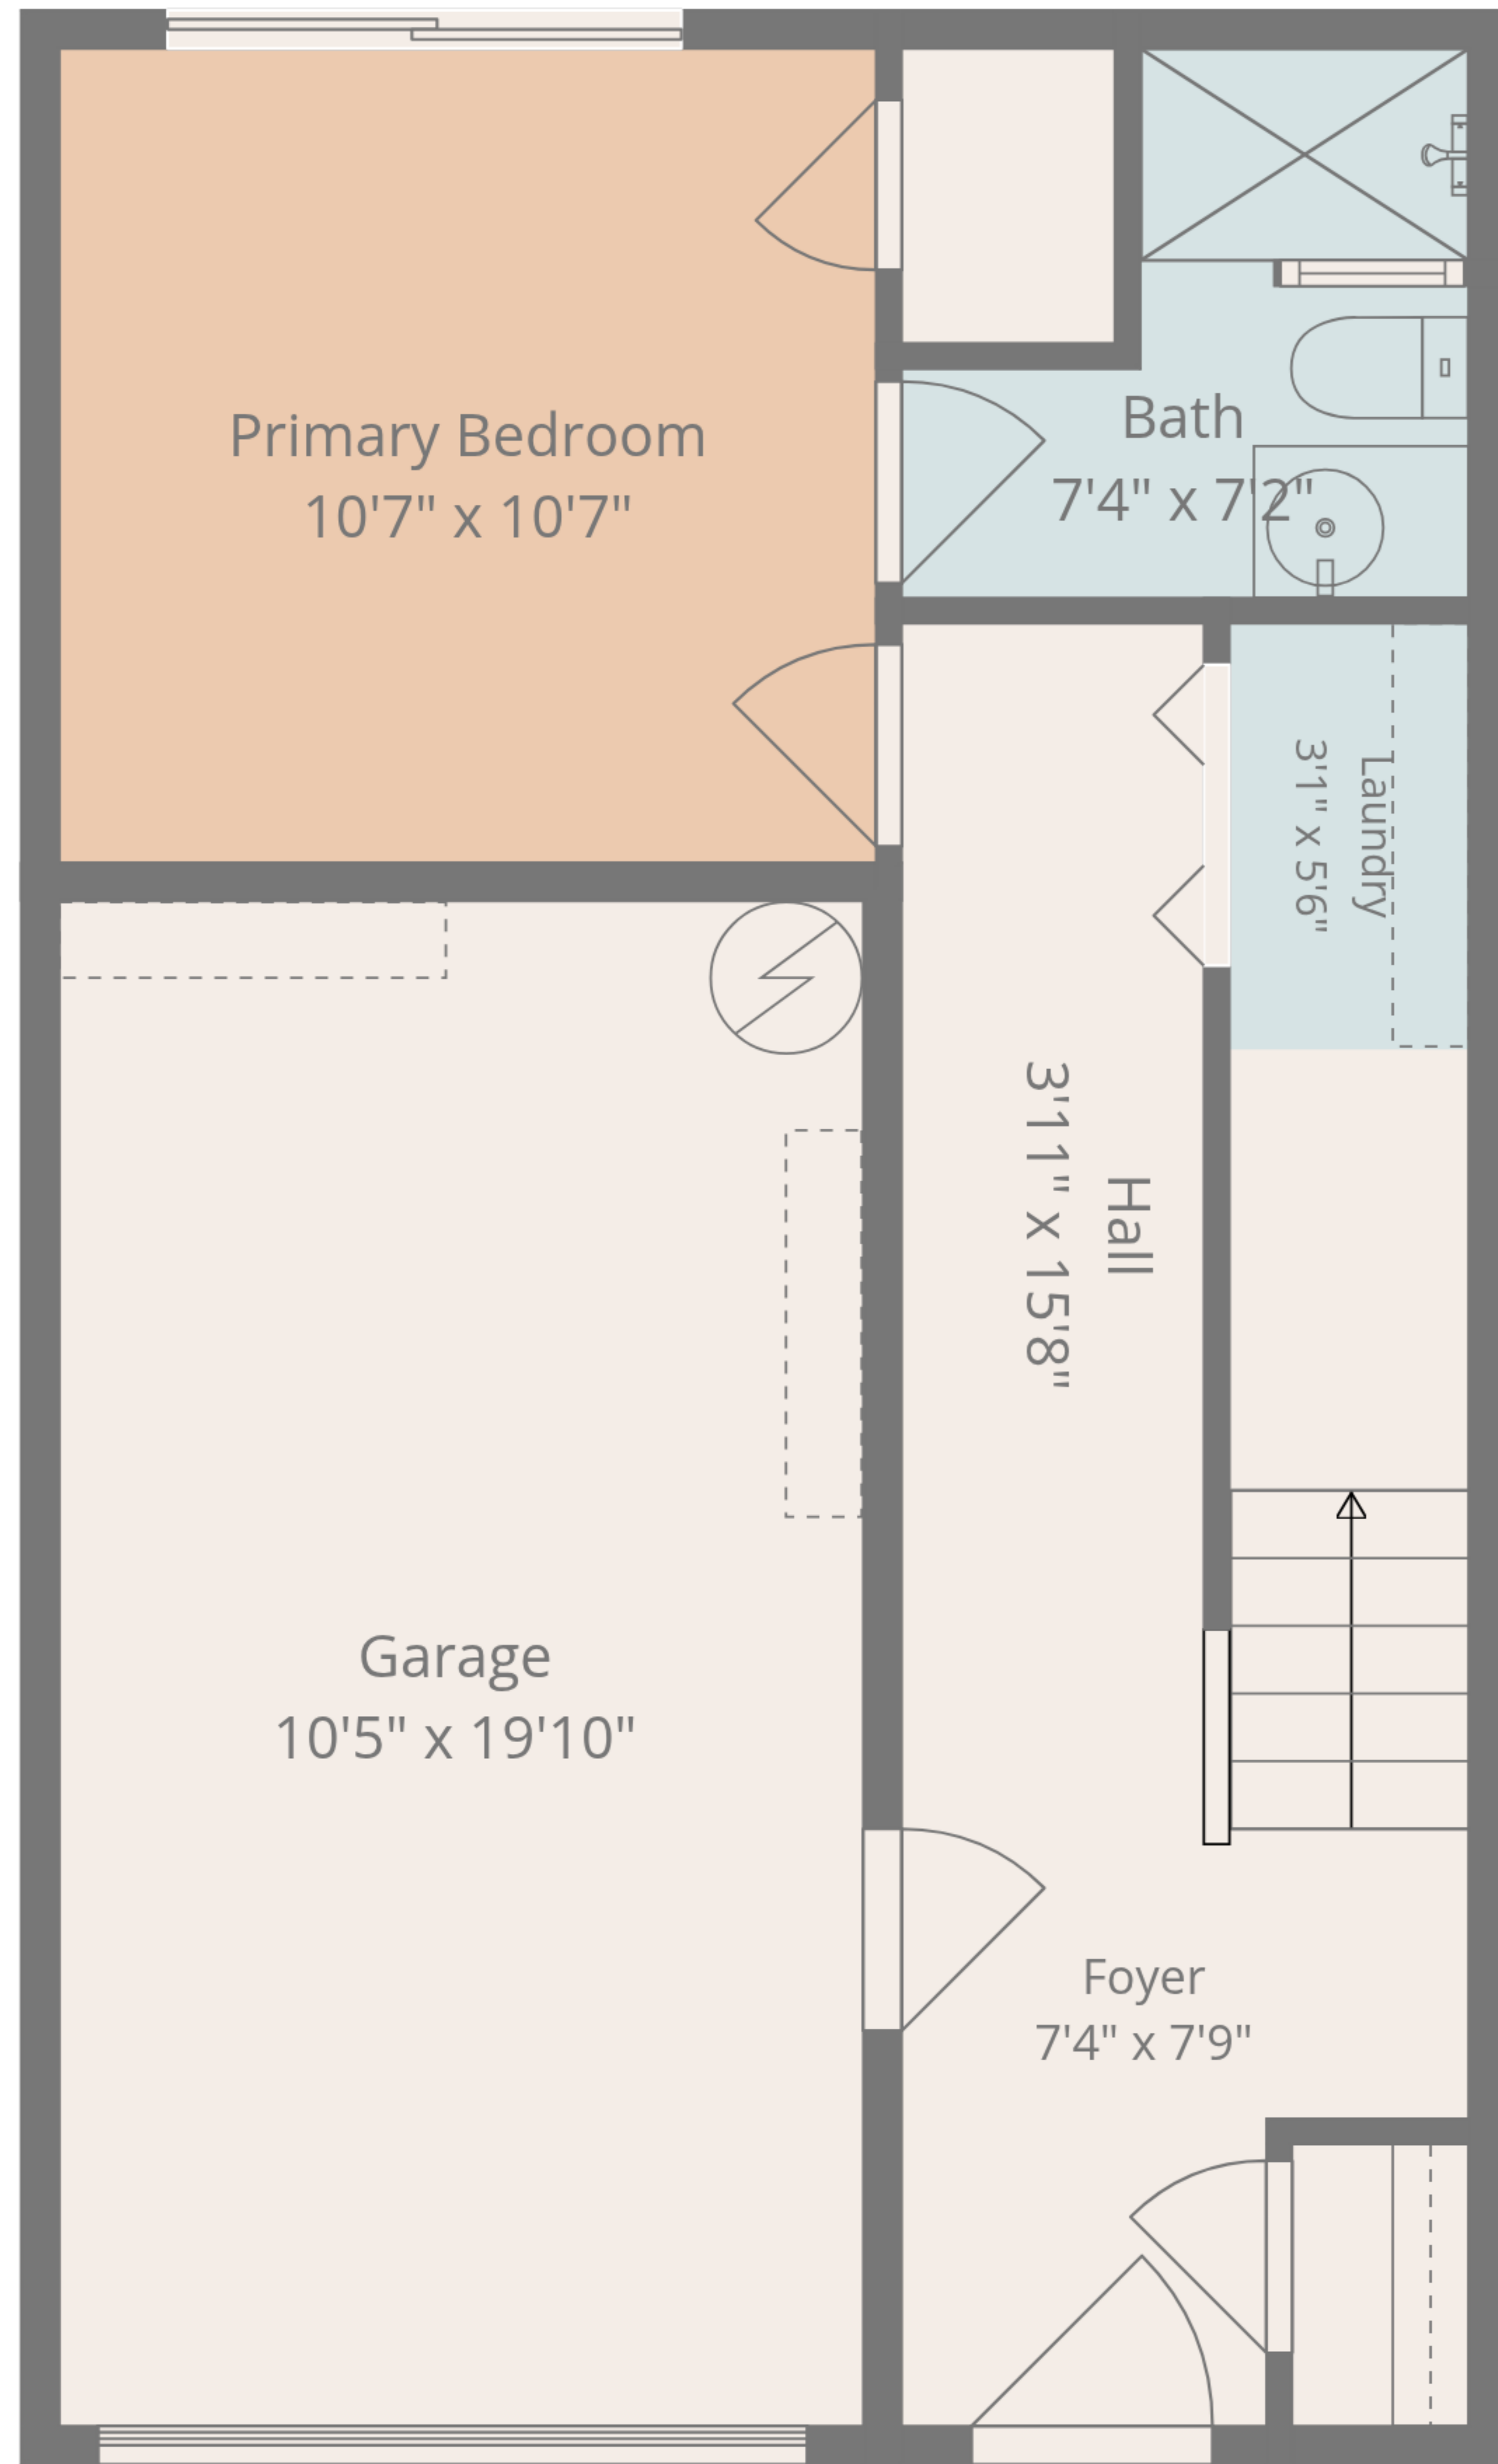 Primary Bedroom
10'7" x 10'7"
Bath
7'4" x 7'2"
Laundry
3'1" x 5'6"
Hall
3'11" x 15'8"
Garage
10'5" x 19'10"
Foyer
7'4" x 7'9"